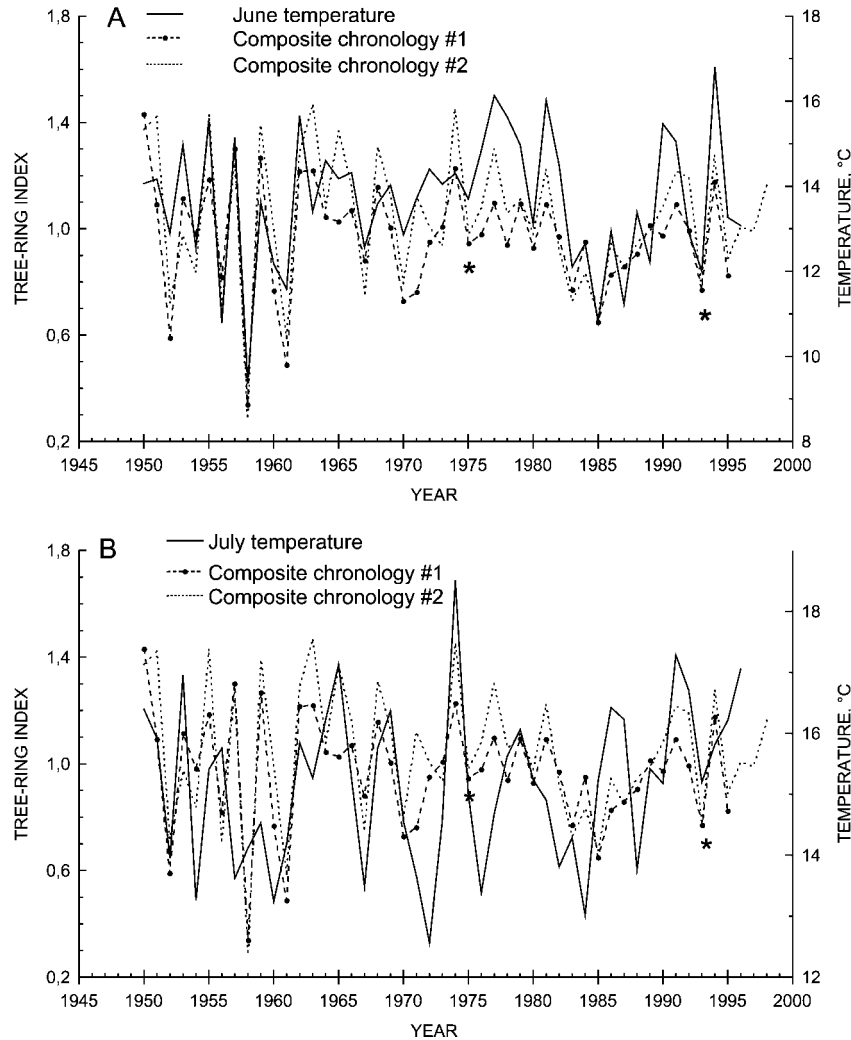 A
June temperature
Composite chronology #1
Composite chronology #2
1,8
1,4
1,0
0,6
0,2
TREE-RING INDEX
18
16
14
12
10
8
TEMPERATURE, °C
1945 1950 1955 1960 1965 1970 1975 1980 1985 1990 1995 2000
YEAR
*
*
B
July temperature
Composite chronology #1
Composite chronology #2
1,8
1,4
1,0
0,6
0,2
TREE-RING INDEX
18
16
14
12
TEMPERATURE, °C
1945 1950 1955 1960 1965 1970 1975 1980 1985 1990 1995 2000
YEAR
*
*